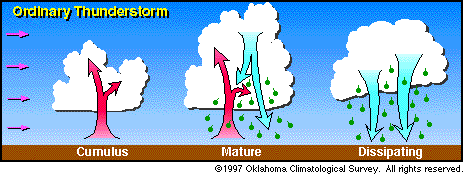 Ordinary Thunderstorm
Cumulus
Mature
Dissipating
©1997 Oklahoma Climatological Survey. All rights reserved.